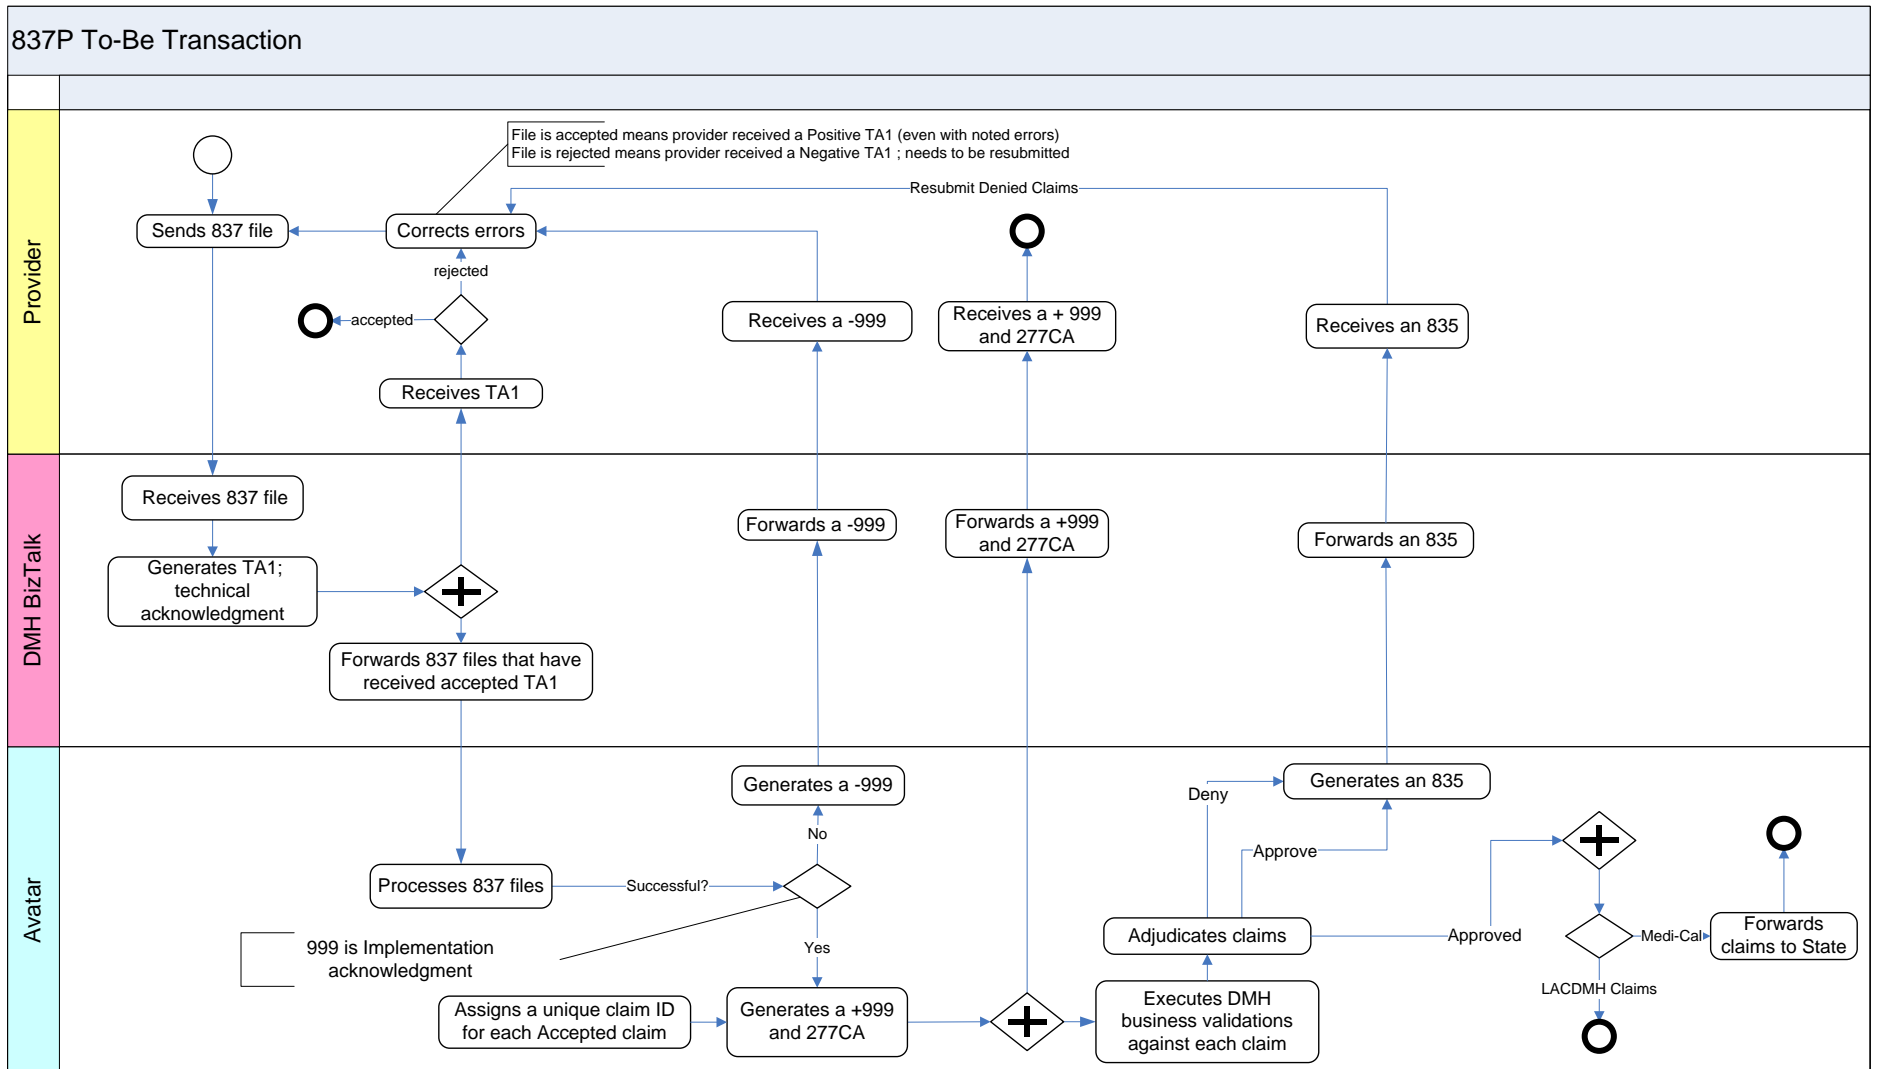 837P To-Be Transaction
Provider
File is accepted means provider received a Positive TA1 (even with noted errors)
File is rejected means provider received a Negative TA1 ; needs to be resubmitted
Resubmit Denied Claims
Sends 837 file
Corrects errors
rejected
accepted
Receives a -999
Receives a + 999
and 277CA
Receives an 835
Receives TA1
DMH BizTalk
Receives 837 file
Forwards a -999
Forwards a +999
and 277CA
Forwards an 835
Generates TA1;
technical
acknowledgment
Forwards 837 files that have
received accepted TA1
Avatar
Generates a -999
Generates an 835
Deny
No
Approve
Processes 837 files
Successful?
Yes
999 is Implementation
acknowledgment
Adjudicates claims
Approved
Medi-Cal
Forwards
claims to State
LACDMH Claims
Assigns a unique claim ID
for each Accepted claim
Generates a +999
and 277CA
Executes DMH
business validations
against each claim